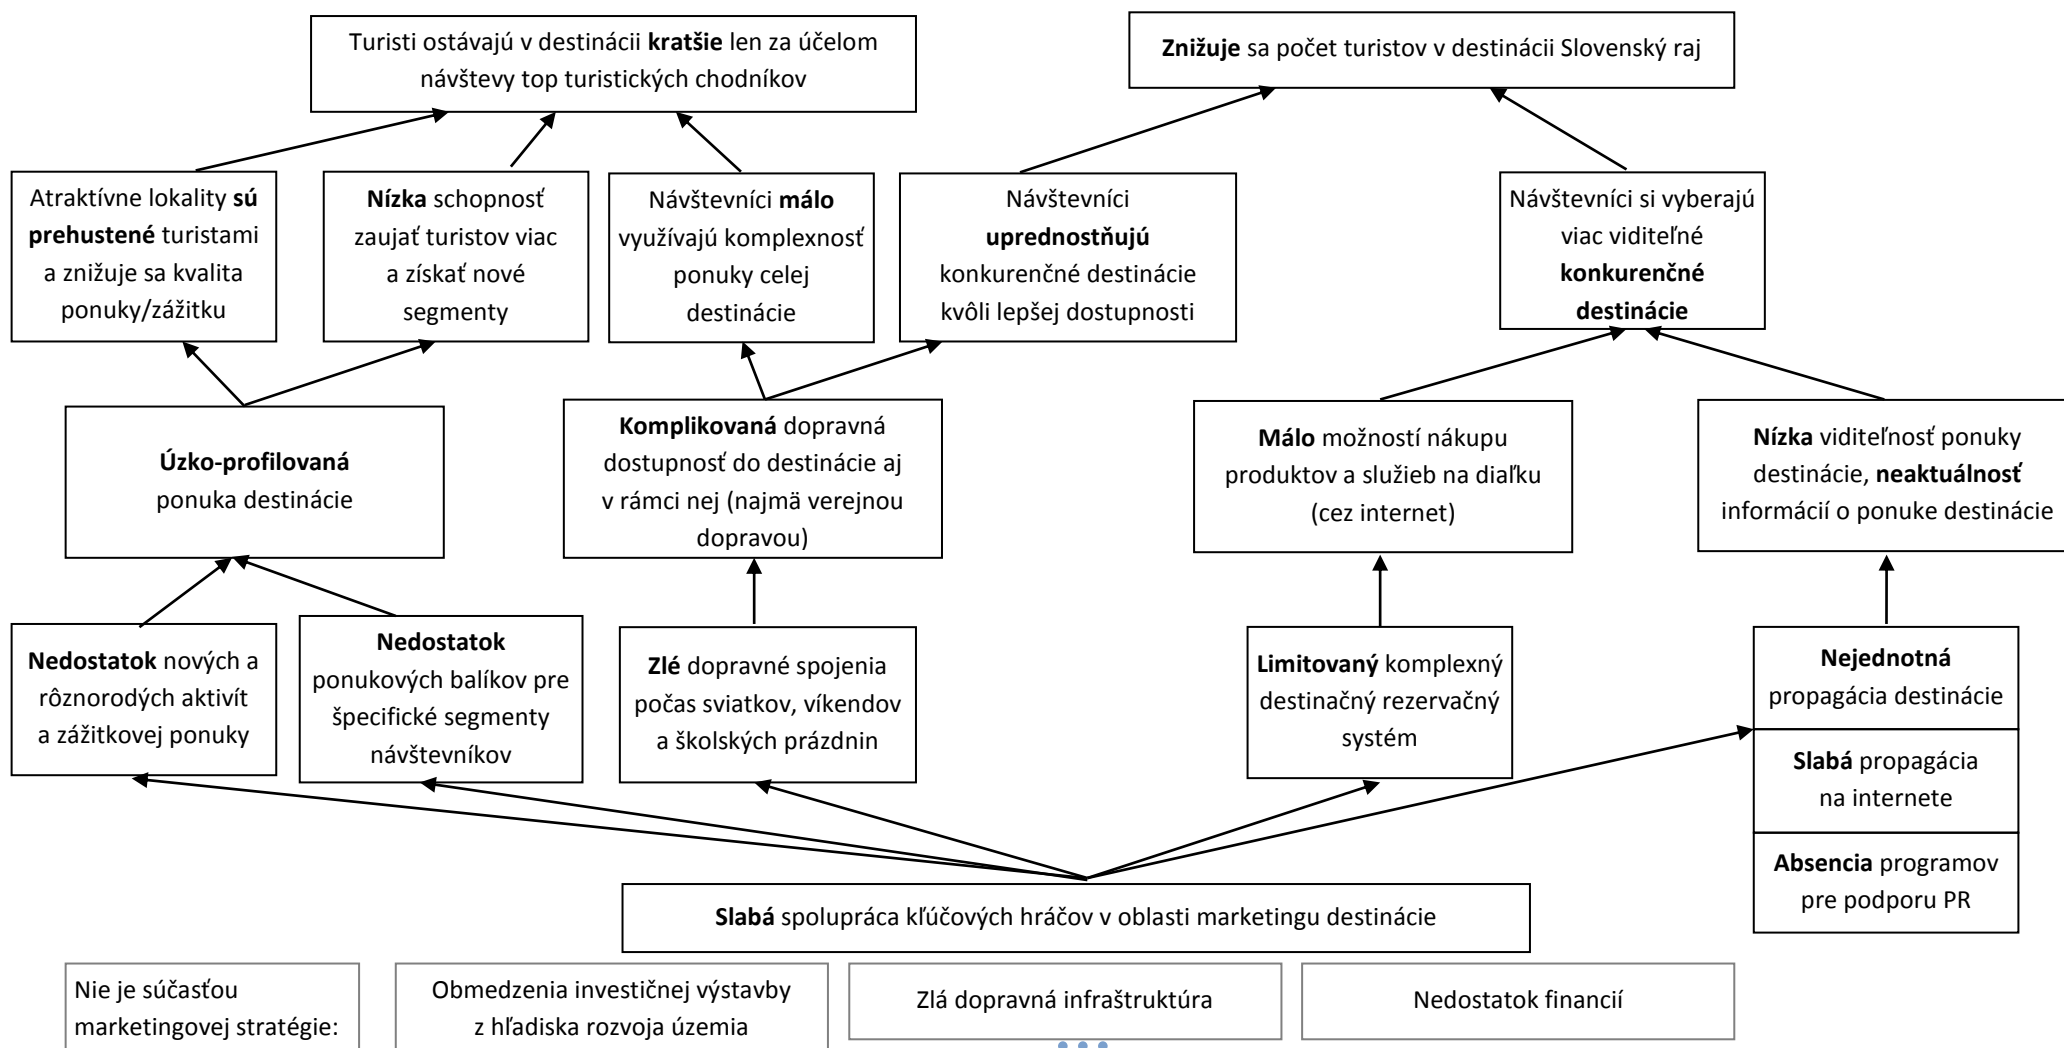 Turisti ostávajú v destinácii kratšie len za účelom
návštevy top turistických chodníkov
Znižuje sa počet turistov v destinácii Slovenský raj
Atraktívne lokality sú
prehustené turistami
a znižuje sa kvalita
ponuky/zážitku
Nízka schopnosť
zaujať turistov viac
a získať nové
segmenty
Návštevníci málo
využívajú komplexnosť
ponuky celej
destinácie
Návštevníci
uprednostňujú
konkurenčné destinácie
kvôli lepšej dostupnosti
Návštevníci si vyberajú
viac viditeľné
konkurenčné
destinácie
Úzko-profilovaná
ponuka destinácie
Komplikovaná dopravná
dostupnosť do destinácie aj
v rámci nej (najmä verejnou
dopravou)
Málo možností nákupu
produktov a služieb na diaľku
(cez internet)
Nízka viditeľnosť ponuky
destinácie, neaktuálnosť
informácií o ponuke destinácie
Nedostatok nových a
rôznorodých aktivít
a zážitkovej ponuky
Nedostatok
ponukových balíkov pre
špecifické segmenty
návštevníkov
Zlé dopravné spojenia
počas sviatkov, víkendov
a školských prázdnin
Limitovaný komplexný
destinačný rezervačný
systém
Nejednotná
propagácia destinácie
Slabá propagácia
na internete
Absencia programov
pre podporu PR
Slabá spolupráca kľúčových hráčov v oblasti marketingu destinácie
Nie je súčasťou
marketingovej stratégie:
Obmedzenia investičnej výstavby
z hľadiska rozvoja územia
Zlá dopravná infraštruktúra
Nedostatok financií